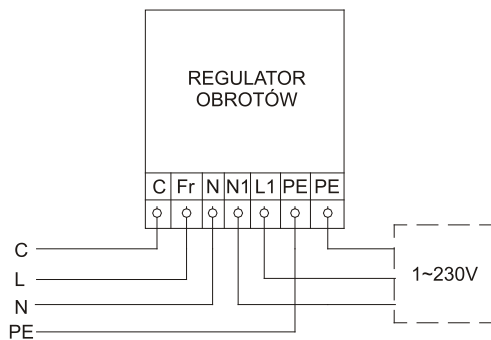 REGULATOR
OBROTÓW
C Fr N N1 L1 PE PE
C
L
N
PE
1~230V